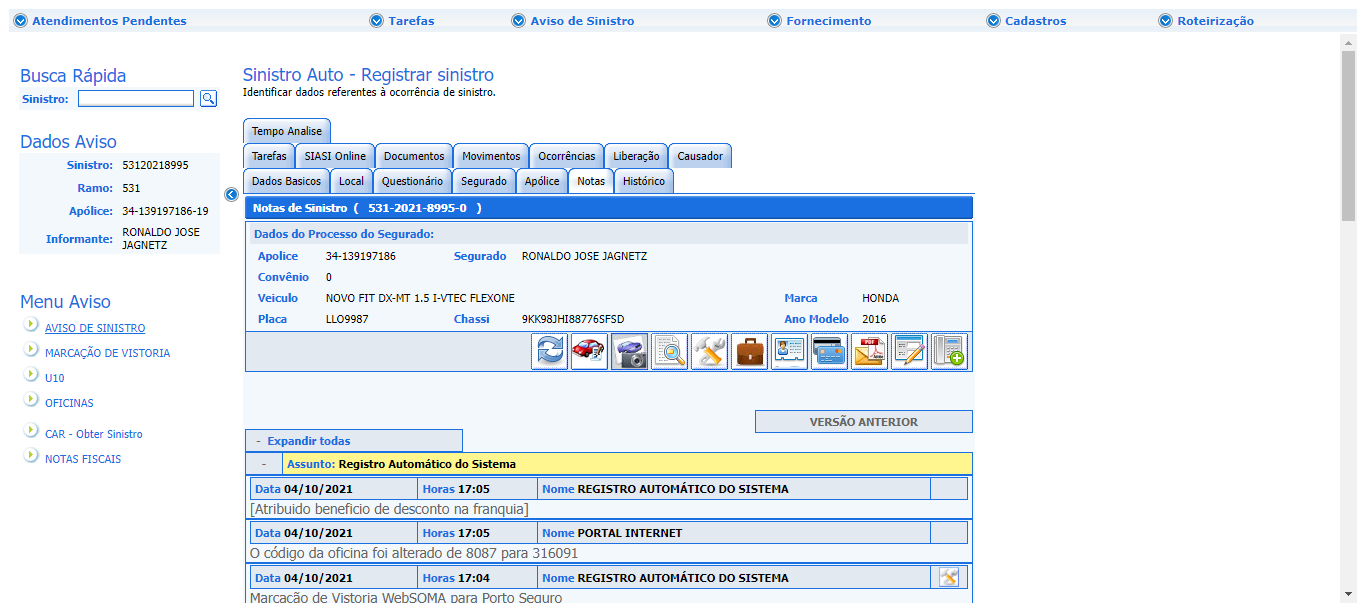 Atendimentos Pendentes Tarefas Aviso de Sinistro Fornecimento Cadastros Roteirização
Busca Rápida
Sinistro:
Dados Aviso
Sinistro: 53120218995
Ramo: 531
Apólice: 34-139197186-19
Informante: RONALDO JOSE
JAGNETZ
Menu Aviso
AVISO DE SINISTRO
MARCAÇÃO DE VISTORIA
U10
OFICINAS
CAR - Obter Sinistro
NOTAS FISCAIS
Sinistro Auto - Registrar sinistro
Identificar dados referentes à ocorrência de sinistro.
Tempo Analise
Tarefas SIASI Online Documentos Movimentos Ocorrências Liberação Causador
Dados Basicos Local Questionário Segurado Apólice Notas Histórico
Notas de Sinistro ( 531-2021-8995-0 )
Dados do Processo do Segurado:
Apolice 34-139197186 Segurado RONALDO JOSE JAGNETZ
Convênio 0
Veiculo NOVO FIT DX-MT 1.5 I-VTEC FLEXONE Marca HONDA
Placa LLO9987 Chassi 9KK98JHI88776SFSD Ano Modelo 2016
PDF
VERSÃO ANTERIOR
- Expandir todas
- Assunto: Registro Automático do Sistema
Data 04/10/2021 Horas 17:05 Nome REGISTRO AUTOMÁTICO DO SISTEMA
[Atribuido beneficio de desconto na franquia]
Data 04/10/2021 Horas 17:05 Nome PORTAL INTERNET
O código da oficina foi alterado de 8087 para 316091
Data 04/10/2021 Horas 17:04 Nome REGISTRO AUTOMÁTICO DO SISTEMA
Marcação de Vistoria WebSOMA para Porto Seguro